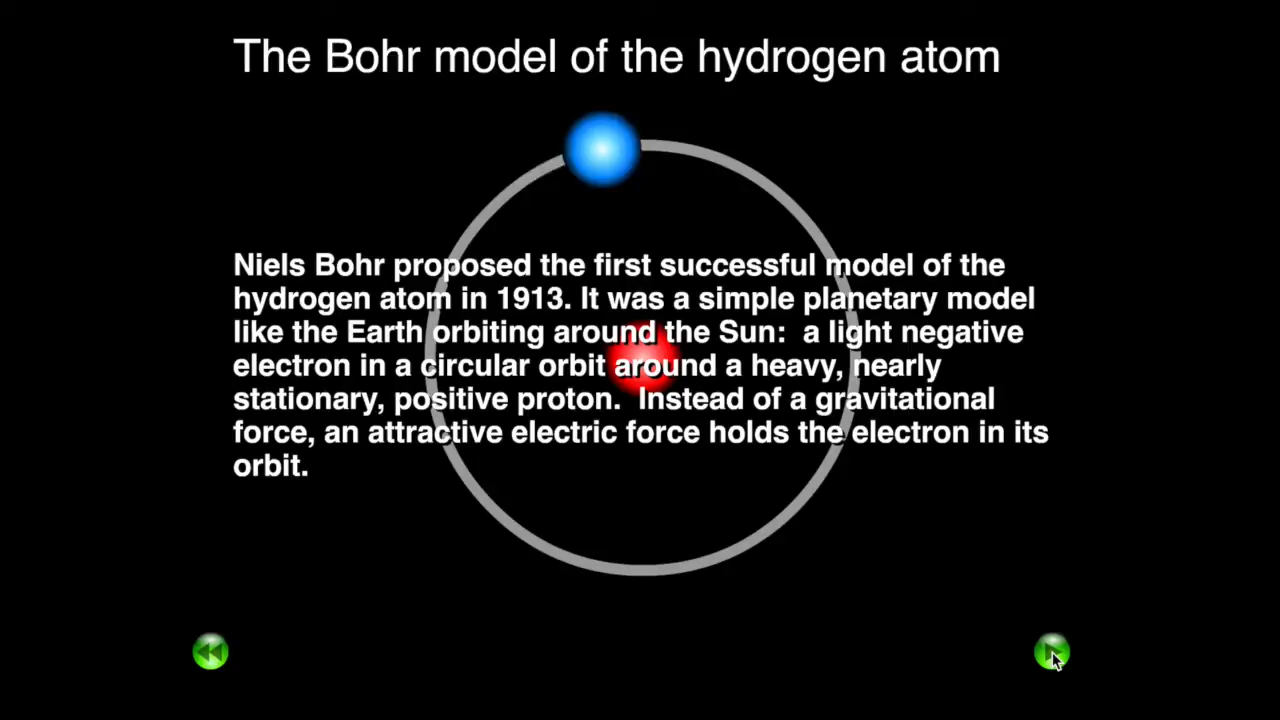 The Bohr model of the hydrogen atom
Niels Bohr proposed the first successful model of the
hydrogen atom in 1913. It was a simple planetary model
like the Earth orbiting around the Sun:  a light negative
electron in a circular orbit around a heavy, nearly
stationary, positive proton.  Instead of a gravitational
force, an attractive electric force holds the electron in its
orbit.